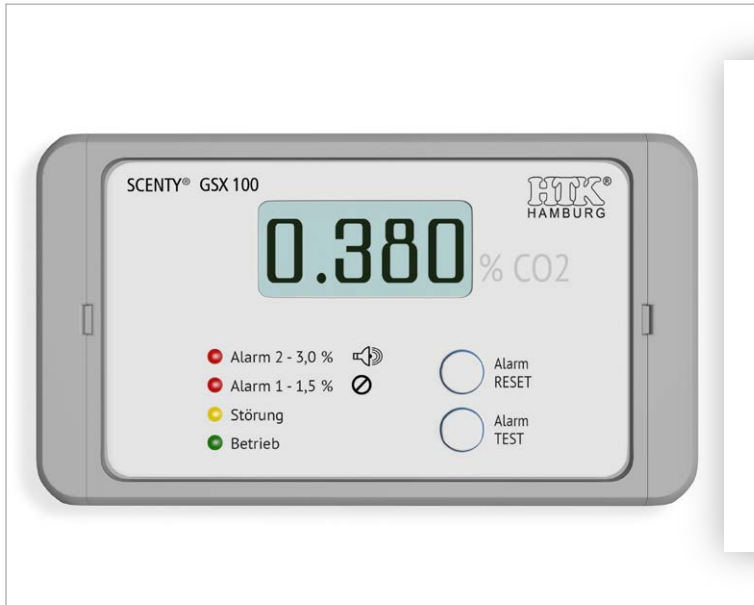 SCENTY® GSX 100
HTK®
HAMBURG
0.380 % CO2
Alarm 2 - 3,0 %
Alarm 1 - 1,5 %
Störung
Betrieb
Alarm
RESET
Alarm
TEST